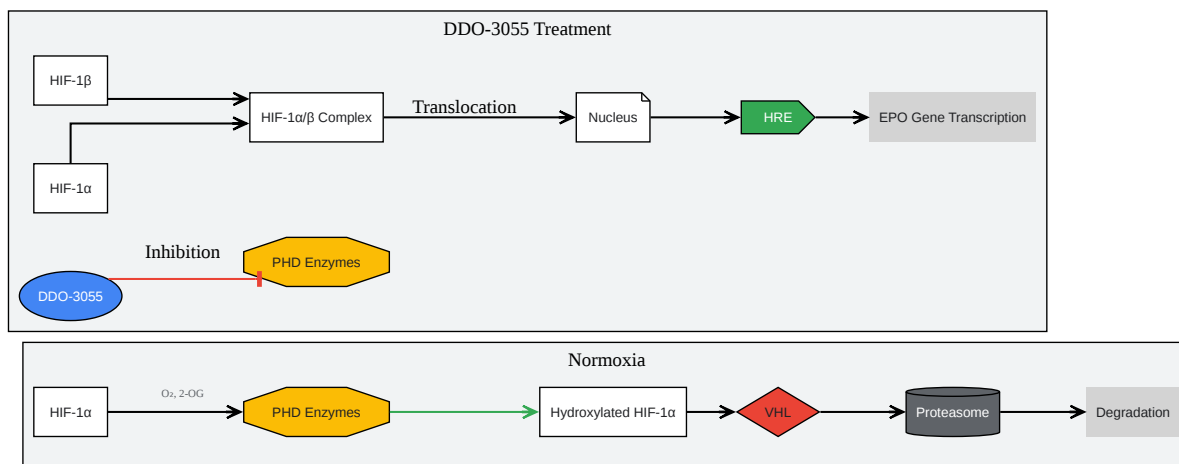 DDO-3055 Treatment
HIF-1β
HIF-1α/β Complex
Translocation
Nucleus
HRE
EPO Gene Transcription
HIF-1α
Inhibition
PHD Enzymes
DDO-3055
Normoxia
HIF-1α
O₂, 2-OG
PHD Enzymes
Hydroxylated HIF-1α
VHL
Proteasome
Degradation